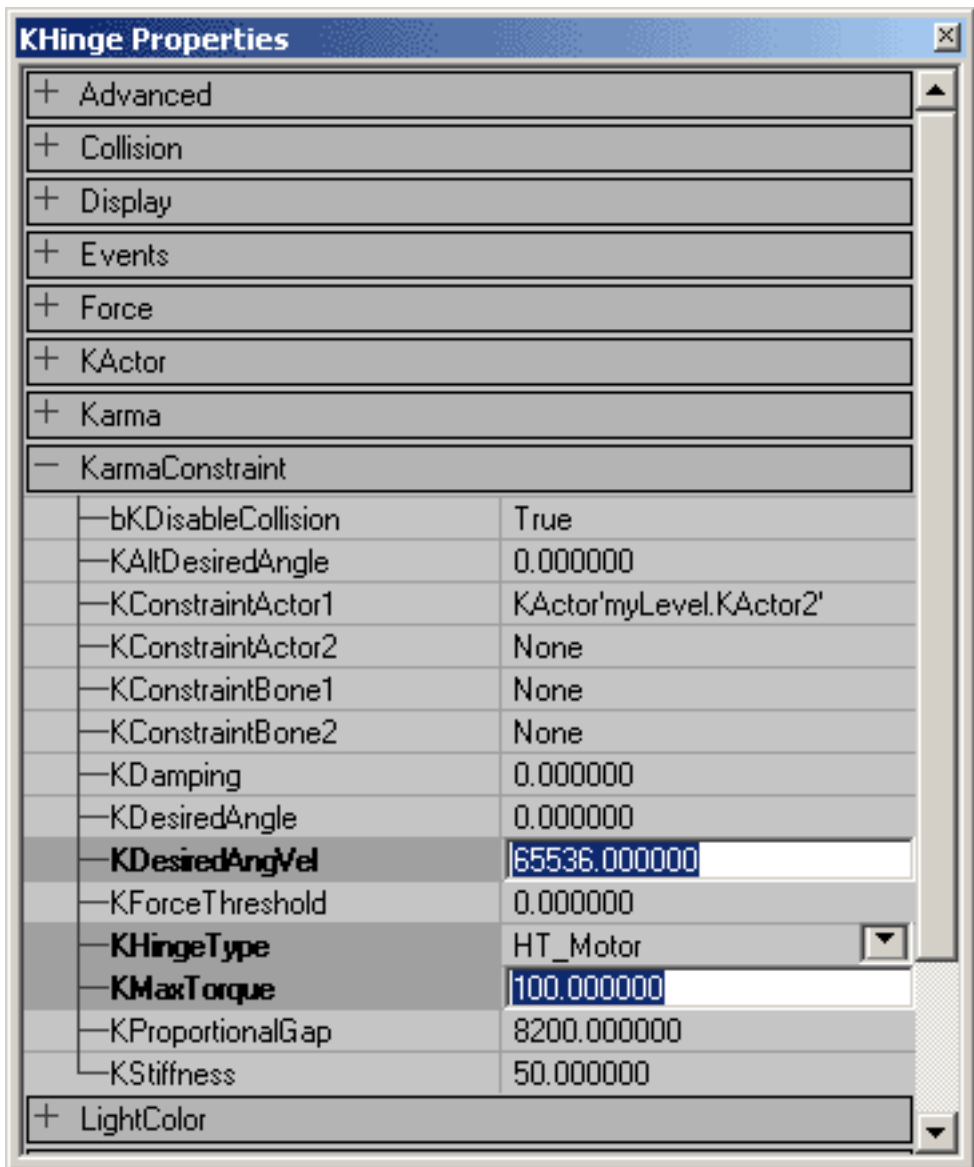 KHinge Properties
+ Advanced
+ Collision
+ Display
+ Events
+ Force
+ KActor
+ Karma
- KarmaConstraint
bKDisableCollision True
KAltDesiredAngle 0.000000
KConstraintActor1 KActor'myLevel.KActor2'
KConstraintActor2 None
KConstraintBone1 None
KConstraintBone2 None
KDamping 0.000000
KDesiredAngle 0.000000
KDesiredAngVel 65536.000000
KForceThreshold 0.000000
KHingeType HT_Motor
KMaxTorque 100.000000
KProportionalGap 8200.000000
KStiffness 50.000000
+ LightColor